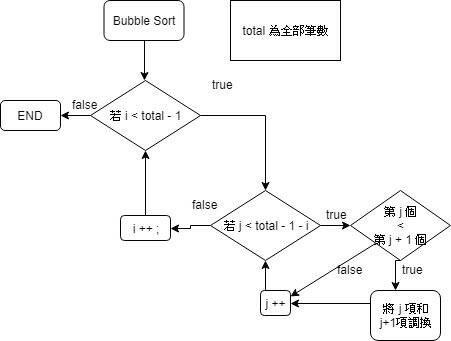 Bubble Sort
total 為全部筆數
true
false
END
若 i < total - 1
false
true
第 j 個
<
第 j + 1 個
i ++ ;
若 j < total - 1 - i
false
true
j ++
將 j 項和
j+1項調換